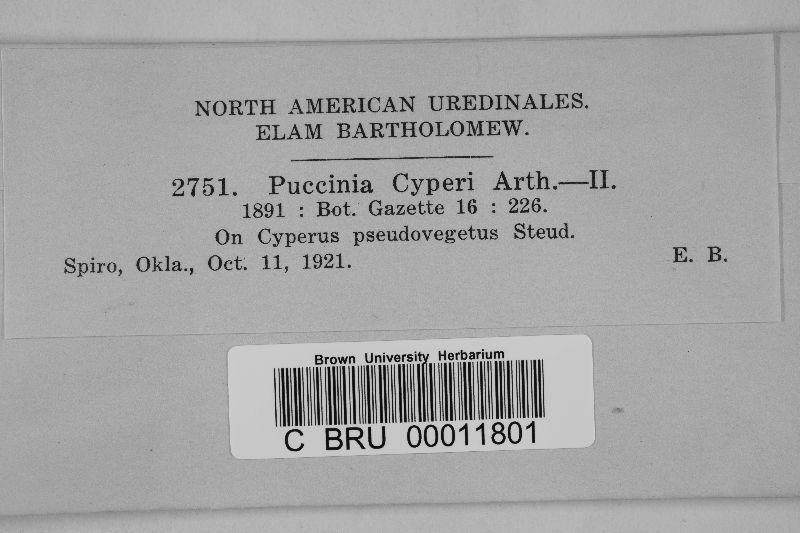 NORTH AMERICAN UREDINALES.
ELAM BARTHOLOMEW.
2751. Puccinia Cyperi Arth.—II.
1891 : Bot. Gazette 16 : 226.
On Cyperus pseudovegetus Steud.
Spiro, Okla., Oct. 11, 1921. E. B.
Brown University Herbarium
C BRU 00011801